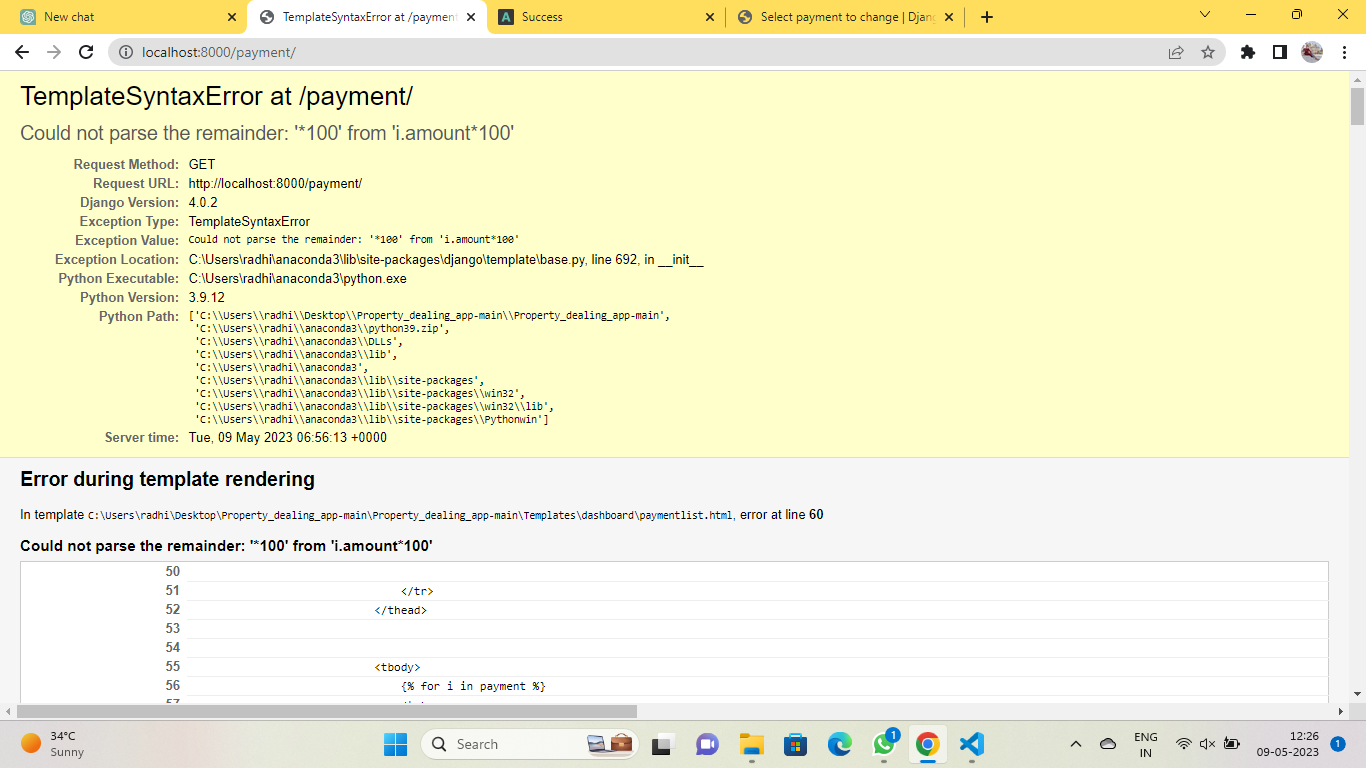 New chat
TemplateSyntaxError at /payment
Success
Select payment to change | Djan
localhost:8000/payment/
TemplateSyntaxError at /payment/
Could not parse the remainder: '*100' from 'i.amount*100'
Request Method: GET
Request URL: http://localhost:8000/payment/
Django Version: 4.0.2
Exception Type: TemplateSyntaxError
Exception Value: Could not parse the remainder: '*100' from 'i.amount*100'
Exception Location: C:\Users\radhi\anaconda3\lib\site-packages\django\template\base.py, line 692, in __init__
Python Executable: C:\Users\radhi\anaconda3\python.exe
Python Version: 3.9.12
Python Path: ['C:\\Users\\radhi\\Desktop\\Property_dealing_app-main\\Property_dealing_app-main',
'C:\\Users\\radhi\\anaconda3\\python39.zip',
'C:\\Users\\radhi\\anaconda3\\DLLs',
'C:\\Users\\radhi\\anaconda3\\lib',
'C:\\Users\\radhi\\anaconda3',
'C:\\Users\\radhi\\anaconda3\\lib\\site-packages',
'C:\\Users\\radhi\\anaconda3\\lib\\site-packages\\win32',
'C:\\Users\\radhi\\anaconda3\\lib\\site-packages\\win32\\lib',
'C:\\Users\\radhi\\anaconda3\\lib\\site-packages\\Pythonwin']
Server time: Tue, 09 May 2023 06:56:13 +0000
Error during template rendering
In template C:\Users\radhi\Desktop\Property_dealing_app-main\Property_dealing_app-main\Templates\dashboard\paymentlist.html, error at line 60
Could not parse the remainder: '*100' from 'i.amount*100'
50
51 </tr>
52 </thead>
53
54
55 <tbody>
56 {% for i in payment %}
57
34°C
Sunny
Search
1
ENG
IN
12:26
09-05-2023
1